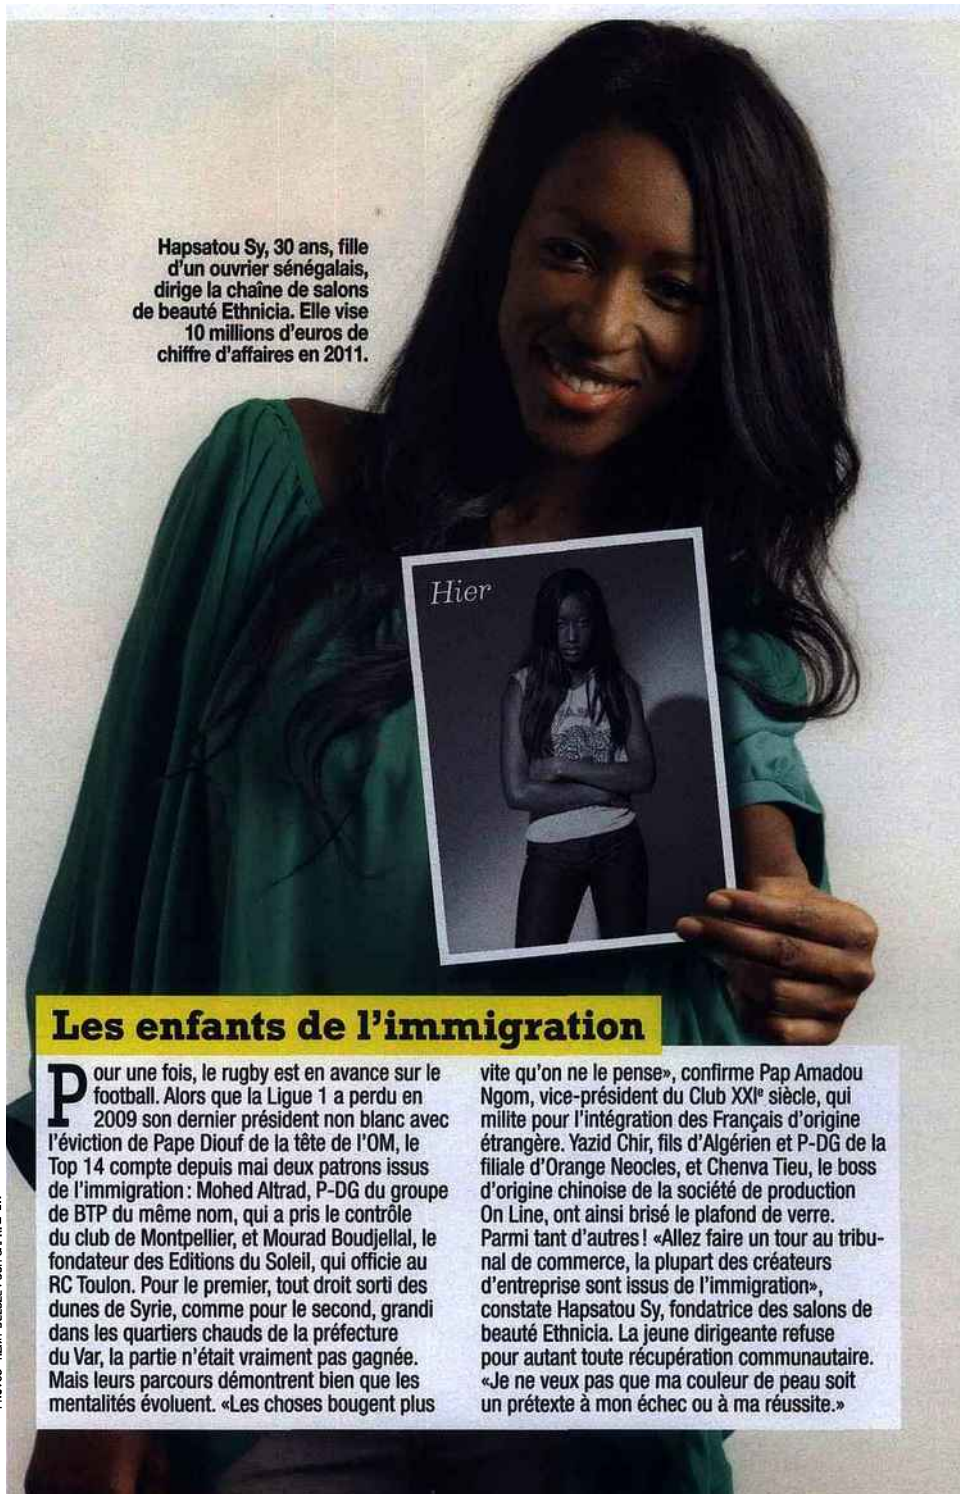 Hapsatou Sy, 30 ans, fille
d'un ouvrier sénégalais,
dirige la chaîne de salons
de beauté Ethnicia. Elle vise
10 millions d'euros de
chiffre d'affaires en 2011.
Hier
Les enfants de l'immigration
Pour une fois, le rugby est en avance sur le
football. Alors que la Ligue 1 a perdu en
2009 son dernier président non blanc avec
l'éviction de Pape Diouf de la tête de l'OM, le
Top 14 compte depuis mai deux patrons issus
de l'immigration : Mohed Altrad, P-DG du groupe
de BTP du même nom, qui a pris le contrôle
du club de Montpellier, et Mourad Boudjellal, le
fondateur des Editions du Soleil, qui officie au
RC Toulon. Pour le premier, tout droit sorti des
dunes de Syrie, comme pour le second, grandi
dans les quartiers chauds de la préfecture
du Var, la partie n'était vraiment pas gagnée.
Mais leurs parcours démontrent bien que les
mentalités évoluent. «Les choses bougent plus
vite qu'on ne le pense», confirme Pap Amadou
Ngom, vice-président du Club XXIe siècle, qui
milite pour l'intégration des Français d'origine
étrangère. Yazid Chir, fils d'Algérien et P-DG de la
filiale d'Orange Neocles, et Chenva Tieu, le boss
d'origine chinoise de la société de production
On Line, ont ainsi brisé le plafond de verre.
Parmi tant d'autres ! «Allez faire un tour au tribu-
nal de commerce, la plupart des créateurs
d'entreprise sont issus de l'immigration»,
constate Hapsatou Sy, fondatrice des salons de
beauté Ethnicia. La jeune dirigeante refuse
pour autant toute récupération communautaire.
«Je ne veux pas que ma couleur de peau soit
un prétexte à mon échec ou à ma réussite.»